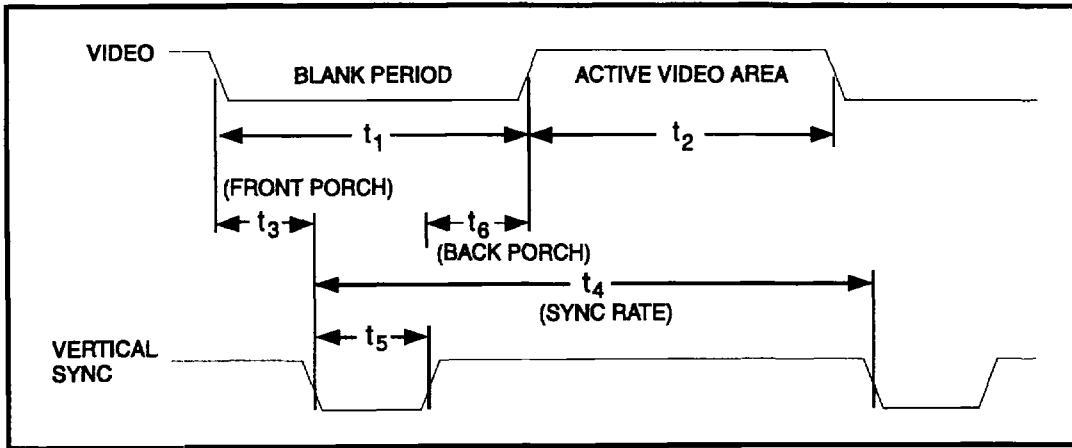 VIDEO
BLANK PERIOD
ACTIVE VIDEO AREA
t1
t2
(FRONT PORCH)
t3
t6
(BACK PORCH)
t4
(SYNC RATE)
t5
VERTICAL
SYNC